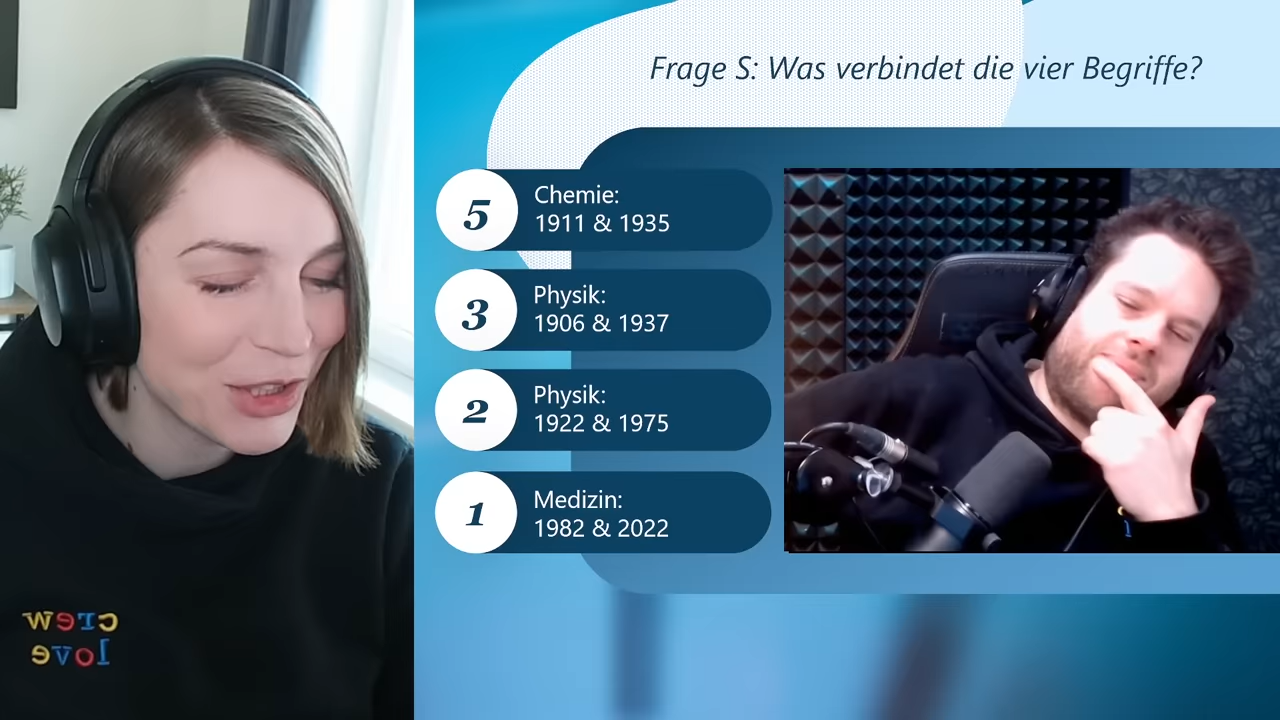 Frage S: Was verbindet die vier Begriffe?
5
Chemie:
1911 & 1935
3
Physik:
1906 & 1937
2
Physik:
1922 & 1975
1
Medizin:
1982 & 2022
crew
love